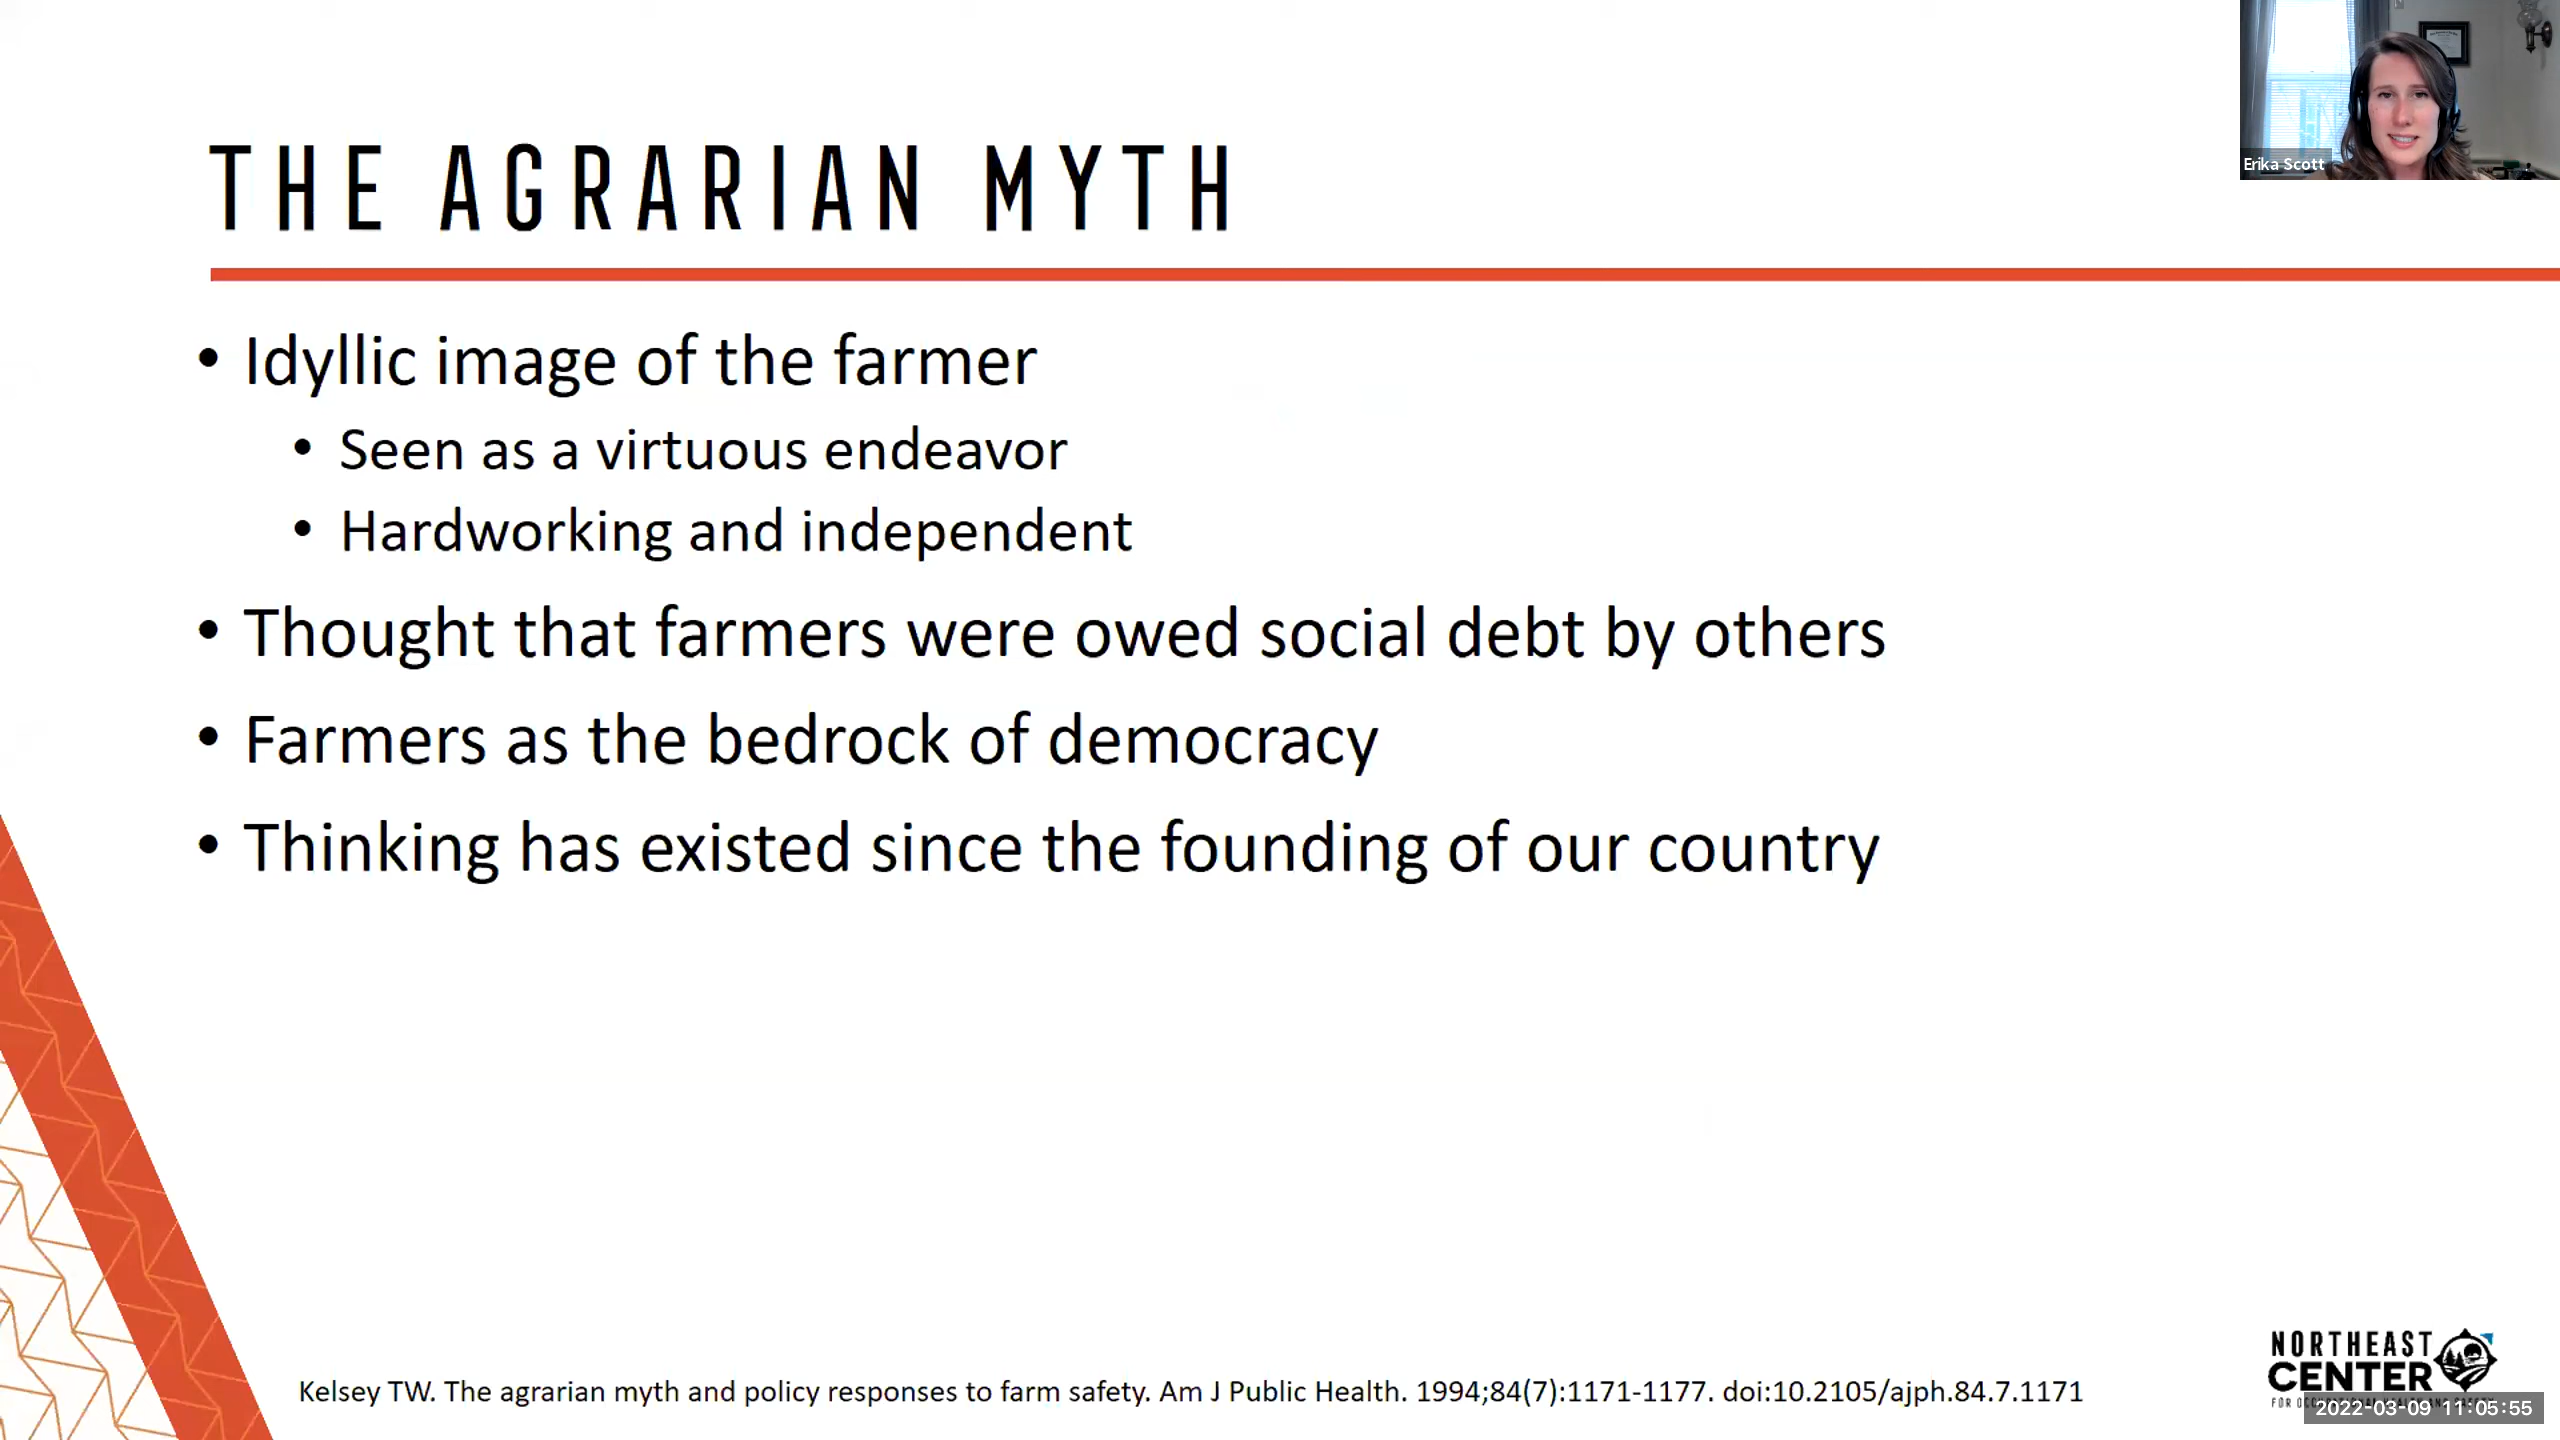 Erika Scott
THE AGRARIAN MYTH
• Idyllic image of the farmer
• Seen as a virtuous endeavor
• Hardworking and independent
• Thought that farmers were owed social debt by others
• Farmers as the bedrock of democracy
• Thinking has existed since the founding of our country
Kelsey TW. The agrarian myth and policy responses to farm safety. Am J Public Health. 1994;84(7):1171-1177. doi:10.2105/ajph.84.7.1171
NORTHEAST
CENTER
2022-03-09 11:05:55